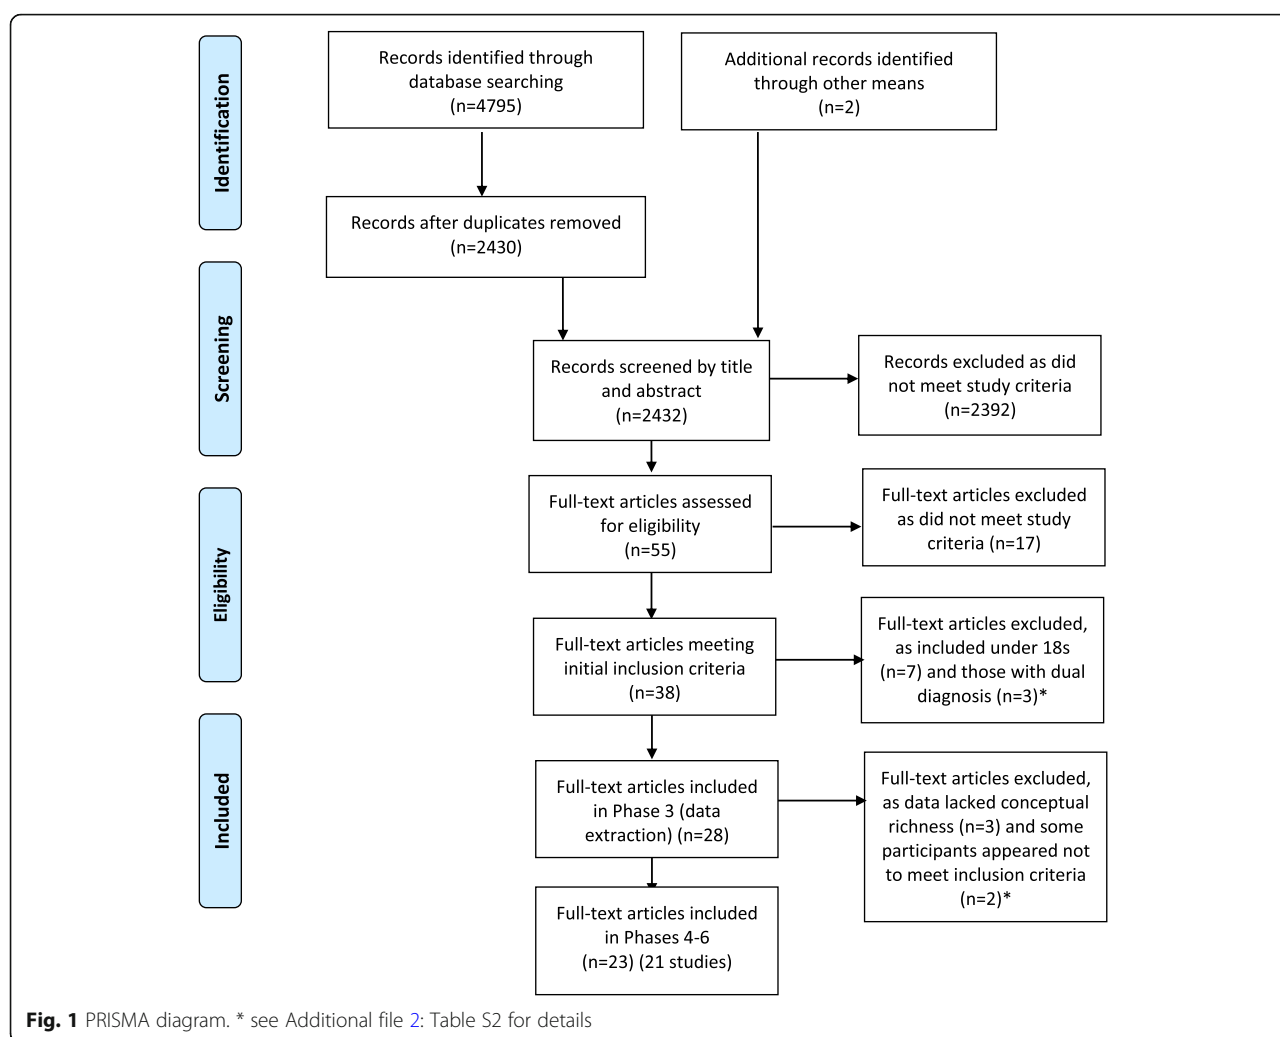 Identification
Records identified through
database searching
(n=4795)
Additional records identified
through other means
(n=2)
Records after duplicates removed
(n=2430)
Screening
Records screened by title
and abstract
(n=2432)
Records excluded as did
not meet study criteria
(n=2392)
Eligibility
Full-text articles assessed
for eligibility
(n=55)
Full-text articles excluded
as did not meet study
criteria (n=17)
Full-text articles meeting
initial inclusion criteria
(n=38)
Full-text articles excluded,
as included under 18s
(n=7) and those with dual
diagnosis (n=3)*
Included
Full-text articles included
in Phase 3 (data
extraction) (n=28)
Full-text articles excluded,
as data lacked conceptual
richness (n=3) and some
participants appeared not
to meet inclusion criteria
(n=2)*
Full-text articles included
in Phases 4-6
(n=23) (21 studies)
Fig. 1 PRISMA diagram. * see Additional file 2: Table S2 for details